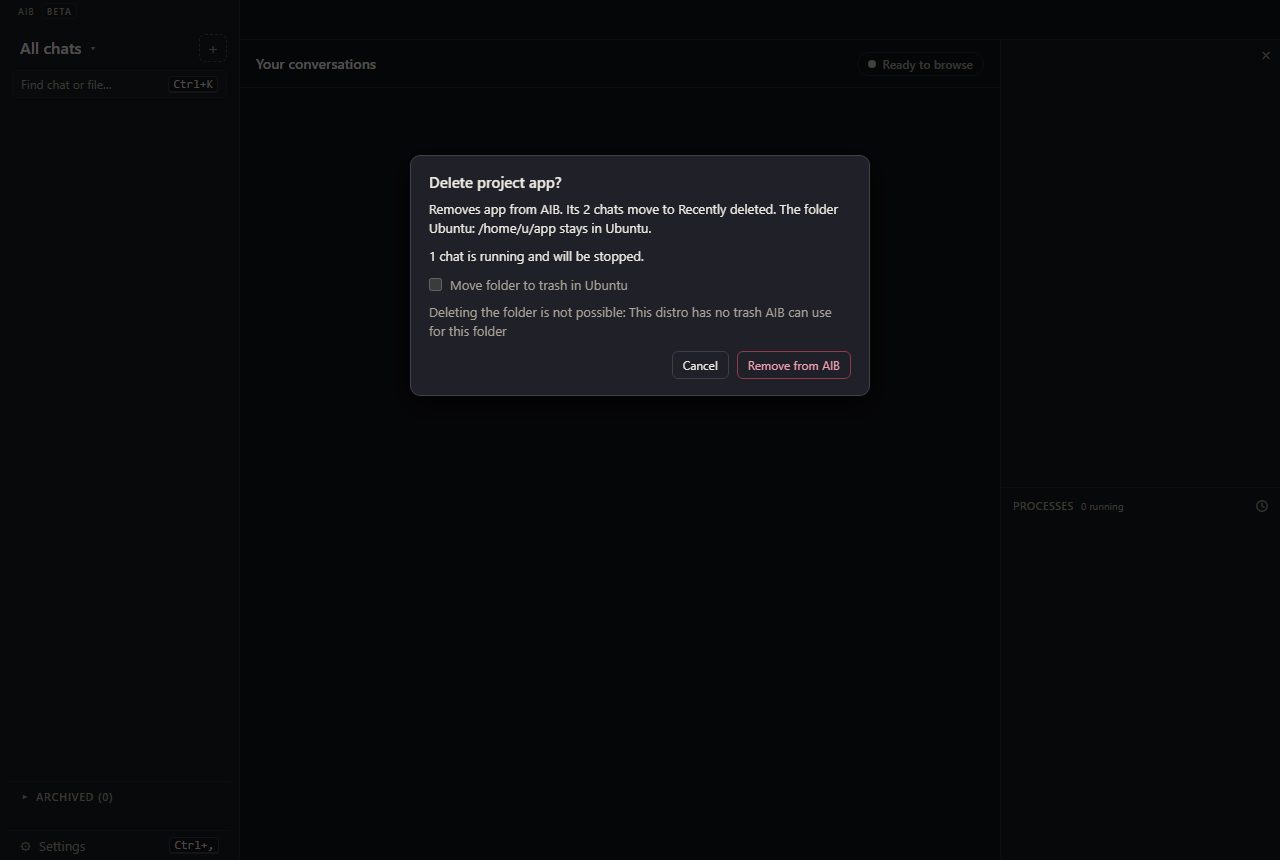 AIB BETA
All chats
+
Find chat or file... Ctrl+K
Your conversations
Ready to browse
Delete project app?
Removes app from AIB. Its 2 chats move to Recently deleted. The folder
Ubuntu: /home/u/app stays in Ubuntu.
1 chat is running and will be stopped.
Move folder to trash in Ubuntu
Deleting the folder is not possible: This distro has no trash AIB can use
for this folder
Cancel
Remove from AIB
PROCESSES 0 running
ARCHIVED (0)
Settings Ctrl+,